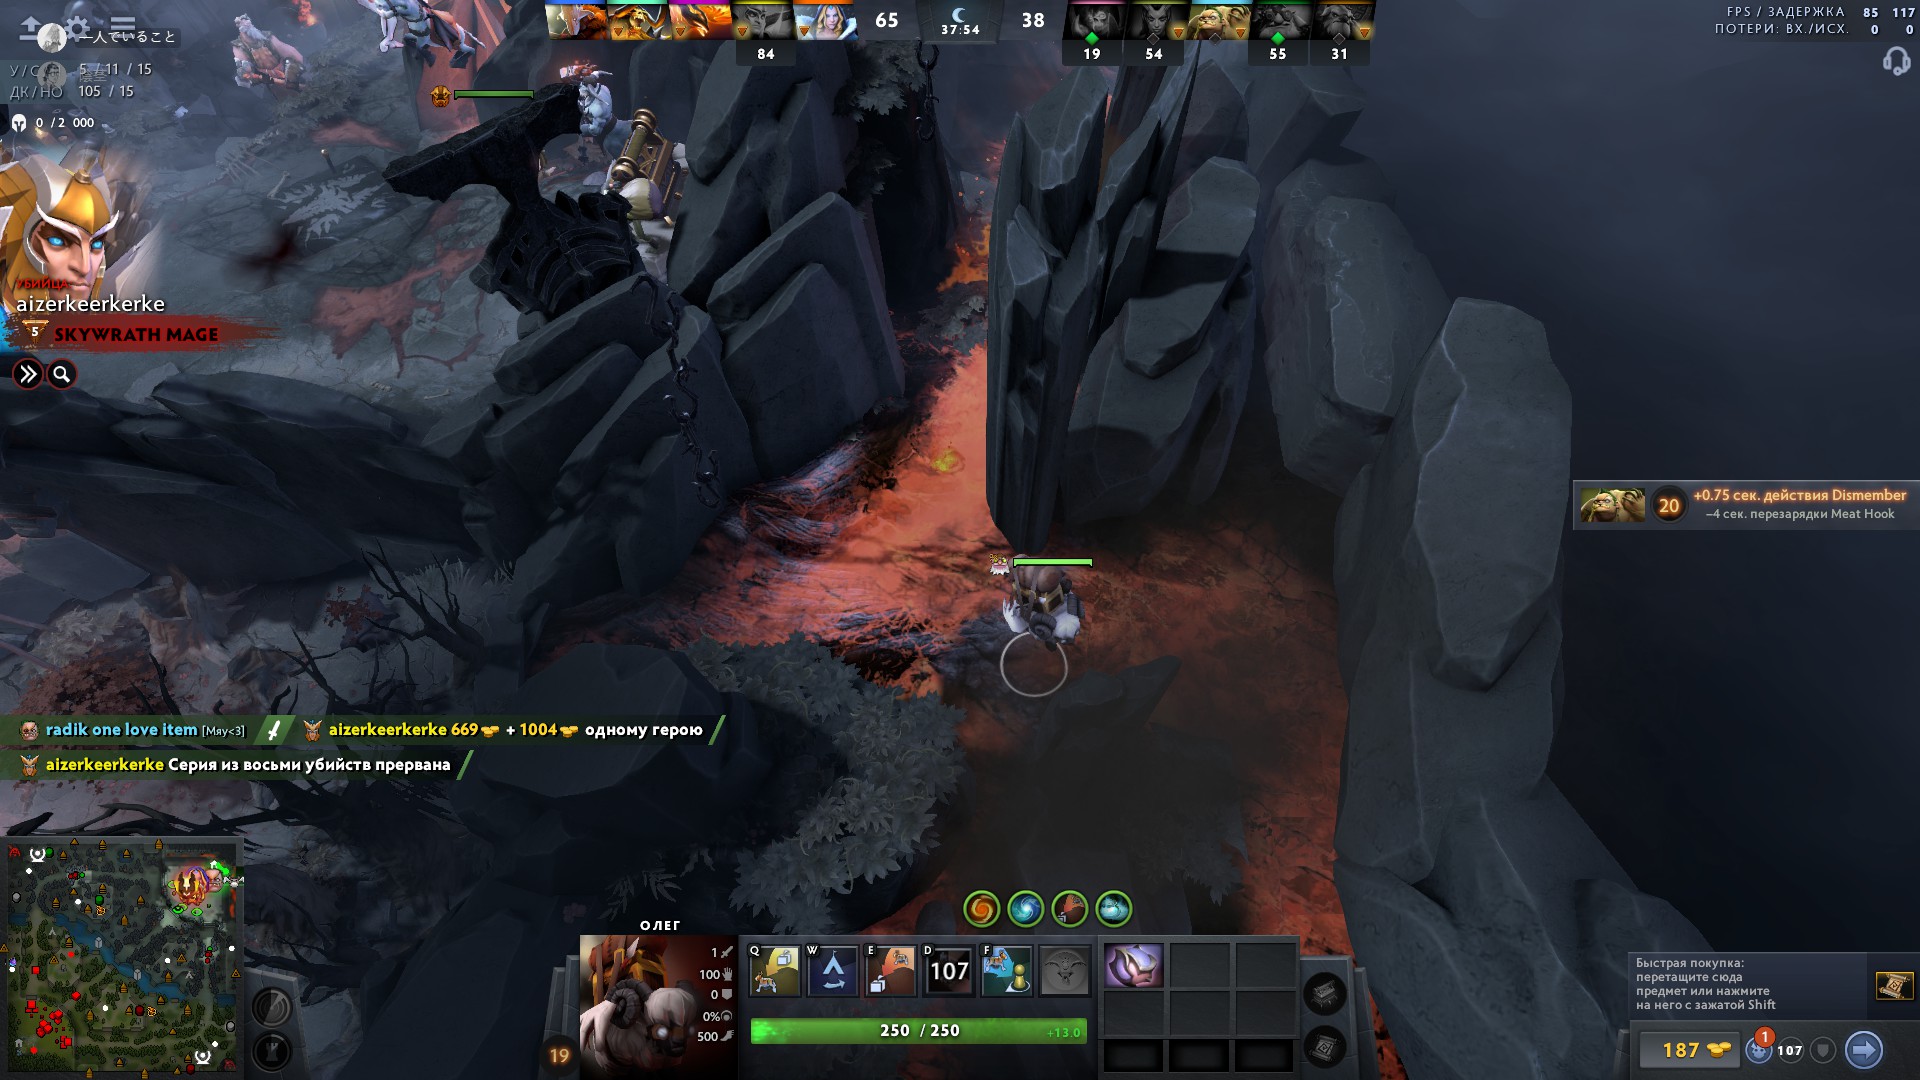 一人でいること
У/С 5 / 11 / 15
ДК/НО 105 / 15
0 / 2 000
УБИЙЦА
aizerkeerkerke
5 SKYWRATH MAGE
65 37:54 38
84 19 54 55 31
FPS / ЗАДЕРЖКА 85 117
ПОТЕРИ: ВХ./ИСХ. 0 0
20 +0.75 сек. действия Dismember
−4 сек. перезарядки Meat Hook
radik one love item [Мяу<3] aizerkeerkerke 669 + 1004 одному герою
aizerkeerkerke Серия из восьми убийств прервана
ОЛЕГ
1
100
0
0%
500
19
Q W E D 107 F
250 / 250 +13.0
Быстрая покупка:
перетащите сюда
предмет или нажмите
на него с зажатой Shift
187 1 107